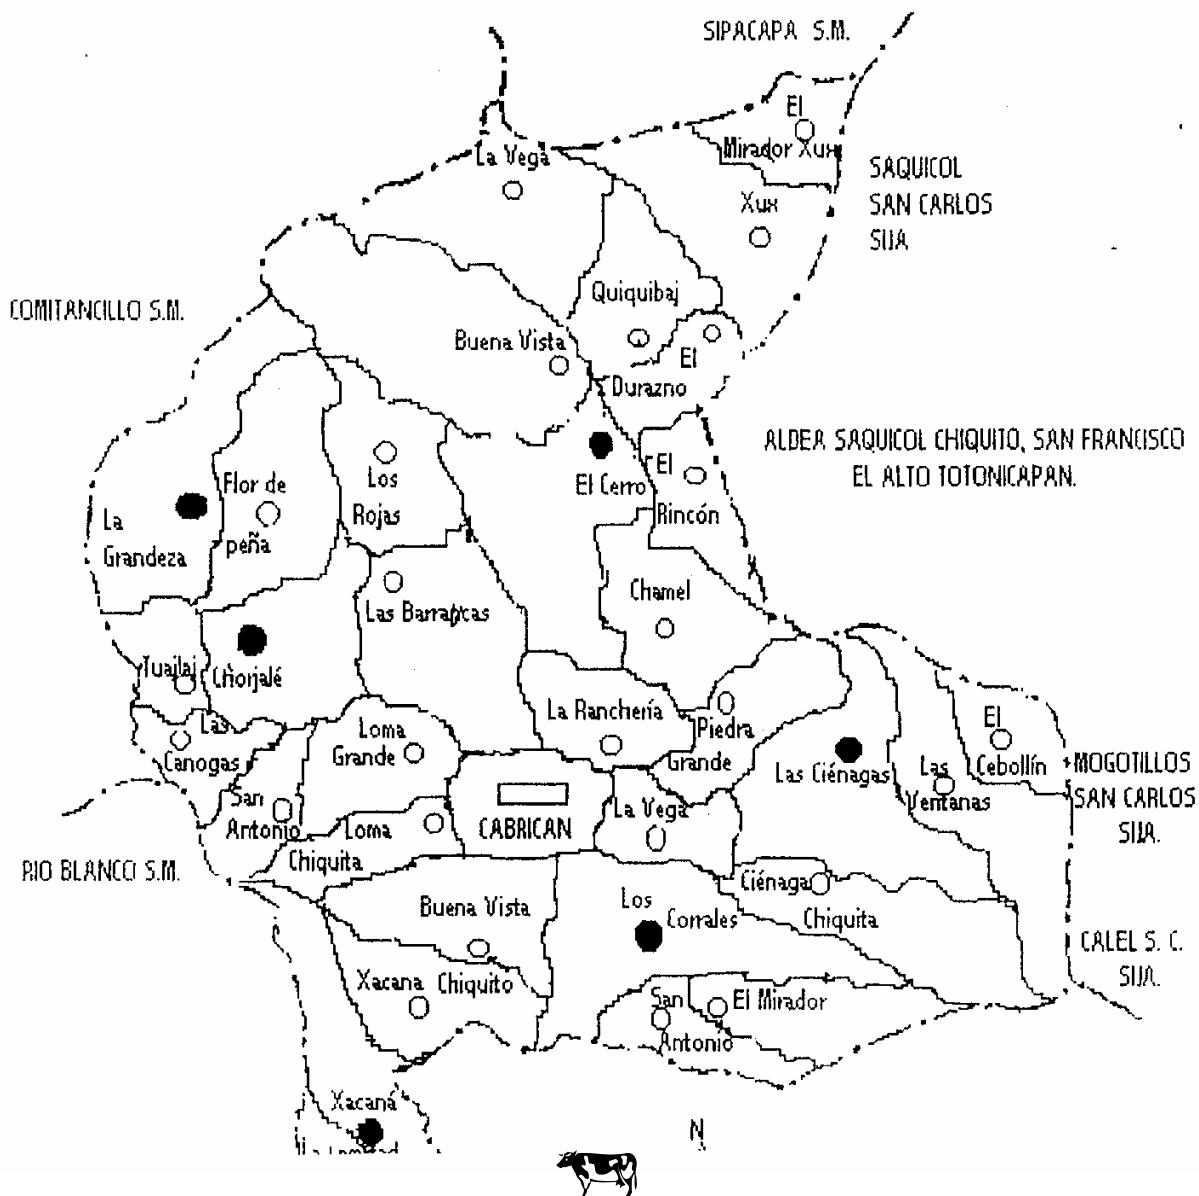 SIPACAPA S.M.
El
Mirador Xux
La Vega
SAQUICOL
SAN CARLOS
SIJA
Xux
Quiquibaj
COMITANCILLO S.M.
Buena Vista
El
Durazno
ALDEA SAQUICOL CHIQUITO, SAN FRANCISCO
EL ALTO TOTONICAPAN.
El Cerro
El
Rincón
Los
Rojas
Flor de
peña
La
Grandeza
Chamel
Las Barrancas
Tuajlaj
Chorjalé
Las
Canogas
Loma
Grande
La Ranchería
Piedra
Grande
El
Cebollín
Las Ciénagas
Las
Ventanas
MOGOTILLOS
SAN CARLOS
SIJA.
San
Antonio
Loma
Chiquita
CABRICAN
La Vega
RIO BLANCO S.M.
Ciénaga
Chiquita
Buena Vista
Los
Corrales
CALEL S. C.
SIJA.
Xacana Chiquito
San
Antonio
El Mirador
Xacaná
N